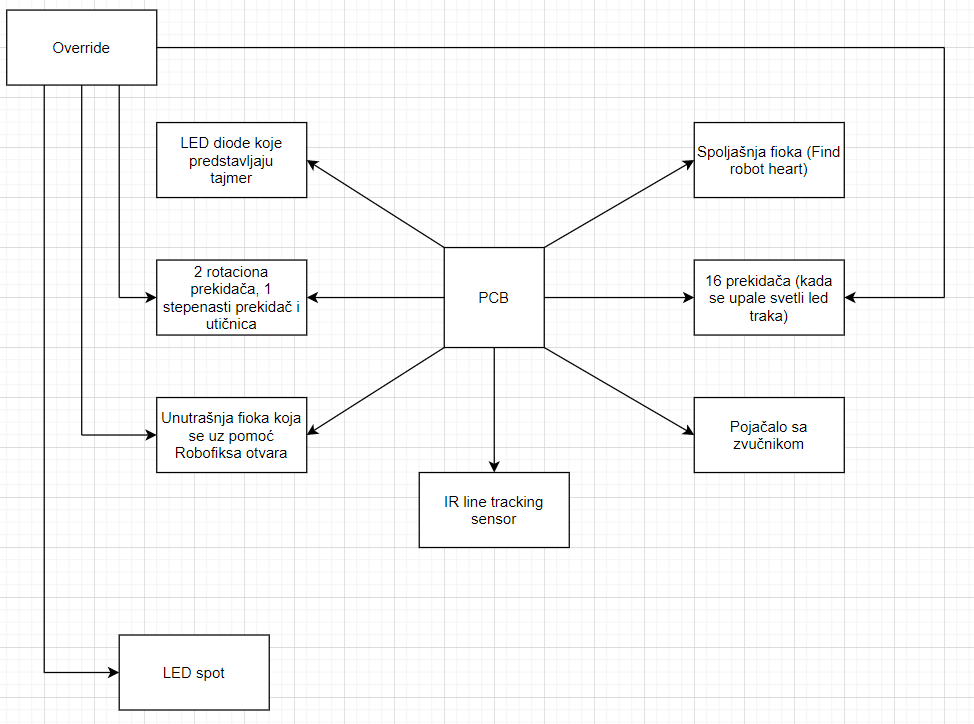 Override
LED diode koje
predstavljaju
tajmer
Spoljašnja fioka (Find
robot heart)
2 rotaciona
prekidača, 1
stepenasti prekidač i
utičnica
PCB
16 prekidača (kada
se upale svetli led
traka)
Unutrašnja fioka koja
se uz pomoć
Robofiksa otvara
Pojačalo sa
zvučnikom
IR line tracking
sensor
LED spot